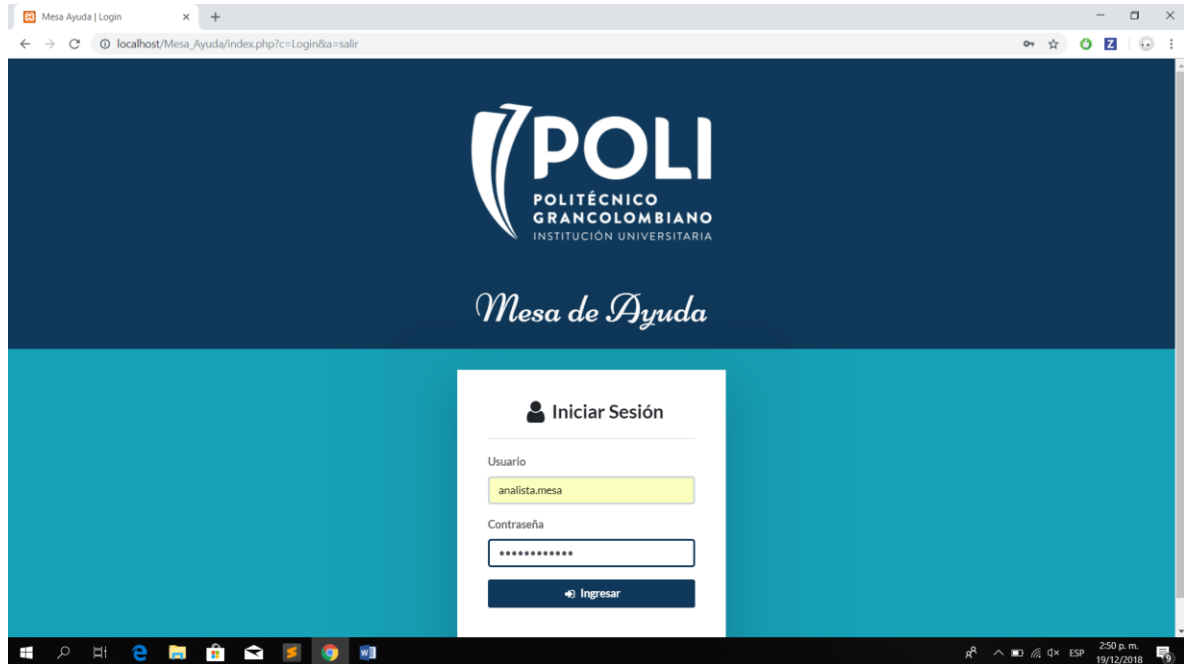 Mesa Ayuda | Login
localhost/Mesa_Ayuda/index.php?c=Login&a=salir
POLI
POLITÉCNICO
GRANCOLOMBIANO
INSTITUCIÓN UNIVERSITARIA
Mesa de Ayuda
Iniciar Sesión
Usuario
analista.mesa
Contraseña
••••••••••••
Ingresar
ESP
2:50 p. m.
19/12/2018